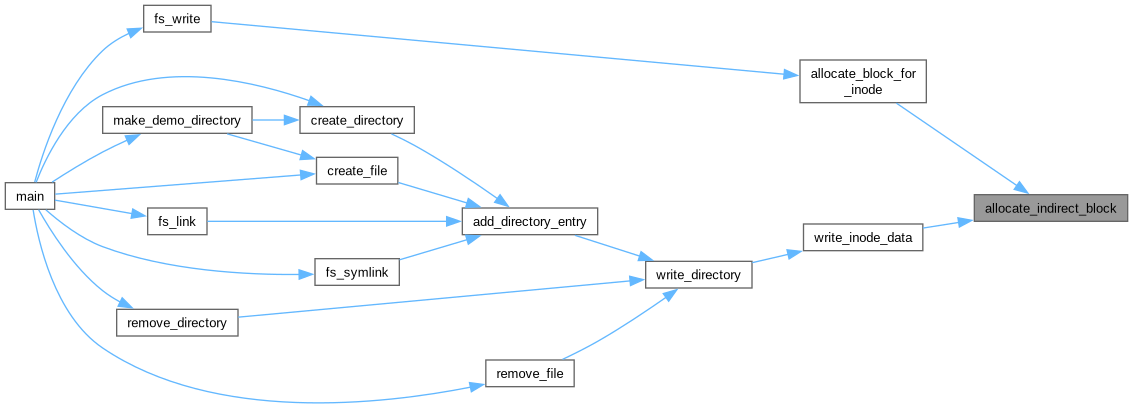 fs_write
allocate_block_for
_inode
make_demo_directory
create_directory
create_file
main
fs_link
add_directory_entry
allocate_indirect_block
write_inode_data
fs_symlink
write_directory
remove_directory
remove_file